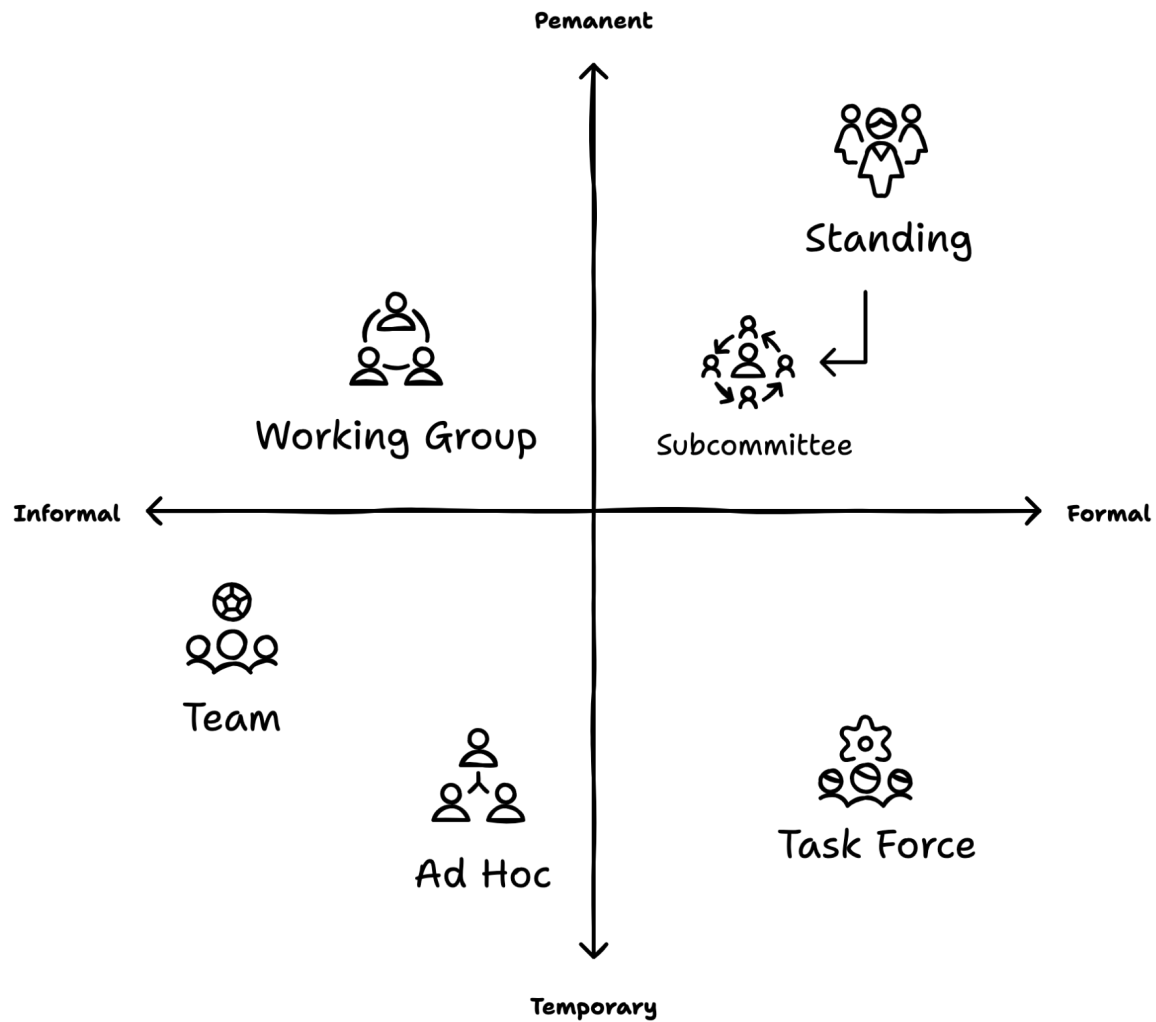 Pemanent
Standing
Working Group
Subcommittee
Informal
Formal
Team
Task Force
Ad Hoc
Temporary